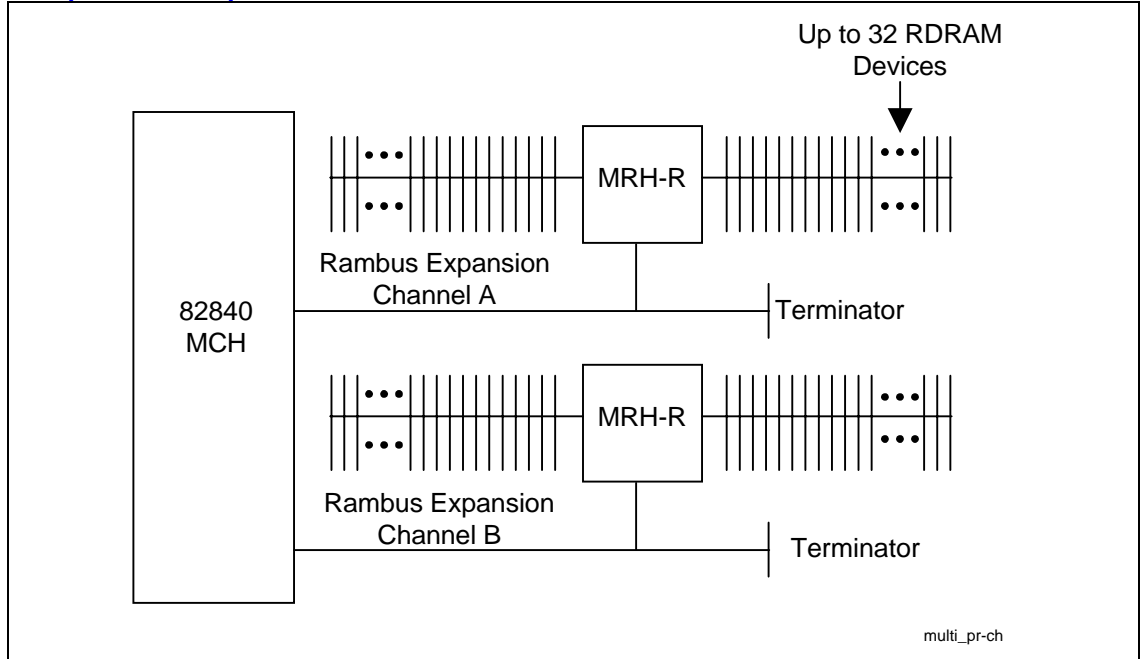 Up to 32 RDRAM
Devices
MRH-R
Rambus Expansion
Channel A
Terminator
82840
MCH
MRH-R
Rambus Expansion
Channel B
Terminator
multi_pr-ch